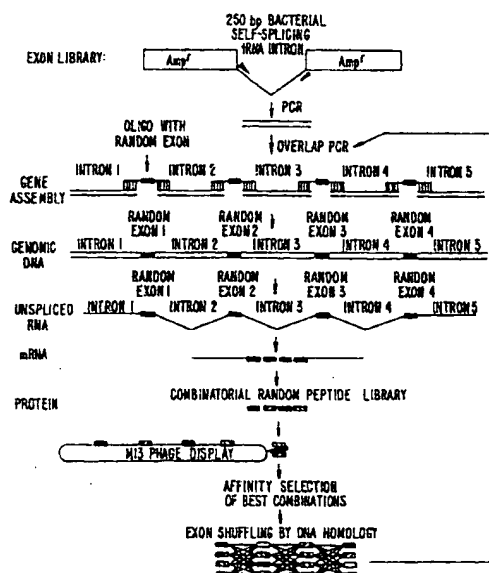 250 bp BACTERIAL
SELF-SPLICING
tRNA INTRON
EXON LIBRARY:
Ampr
Ampr
PCR
OLIGO WITH
RANDOM EXON
OVERLAP PCR
INTRON 1 INTRON 2 INTRON 3 INTRON 4 INTRON 5
GENE
ASSEMBLY
RANDOM EXON 1 RANDOM EXON2 RANDOM EXON 3 RANDOM EXON 4
GENOMIC
DNA
INTRON 1 INTRON 2 INTRON 3 INTRON 4 INTRON 5
RANDOM EXON 1 RANDOM EXON 2 RANDOM EXON 3 RANDOM EXON 4
UNSPLICED
RNA
INTRON 1 INTRON 2 INTRON 3 INTRON 4 INTRON 5
mRNA
COMBINATORIAL RANDOM PEPTIDE LIBRARY
PROTEIN
M13 PHAGE DISPLAY
AFFINITY SELECTION
OF BEST COMBINATIONS
EXON SHUFFLING BY DNA HOMOLOGY